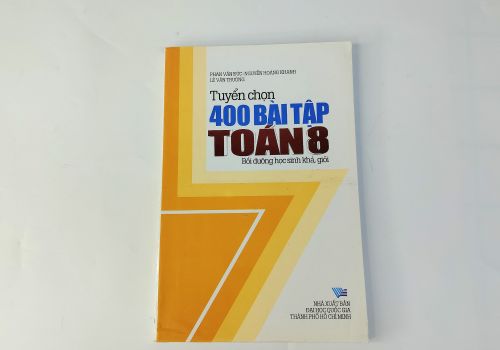 PHAN VĂN ĐỨC-NGUYỄN HOÀNG KHANH
LÊ VĂN THƯƠNG
Tuyển chọn
400 BÀI TẬP
TOÁN 8
Bồi dưỡng học sinh khá, giỏi
NHÀ XUẤT BẢN
ĐẠI HỌC QUỐC GIA
THÀNH PHỐ HỒ CHÍ MINH